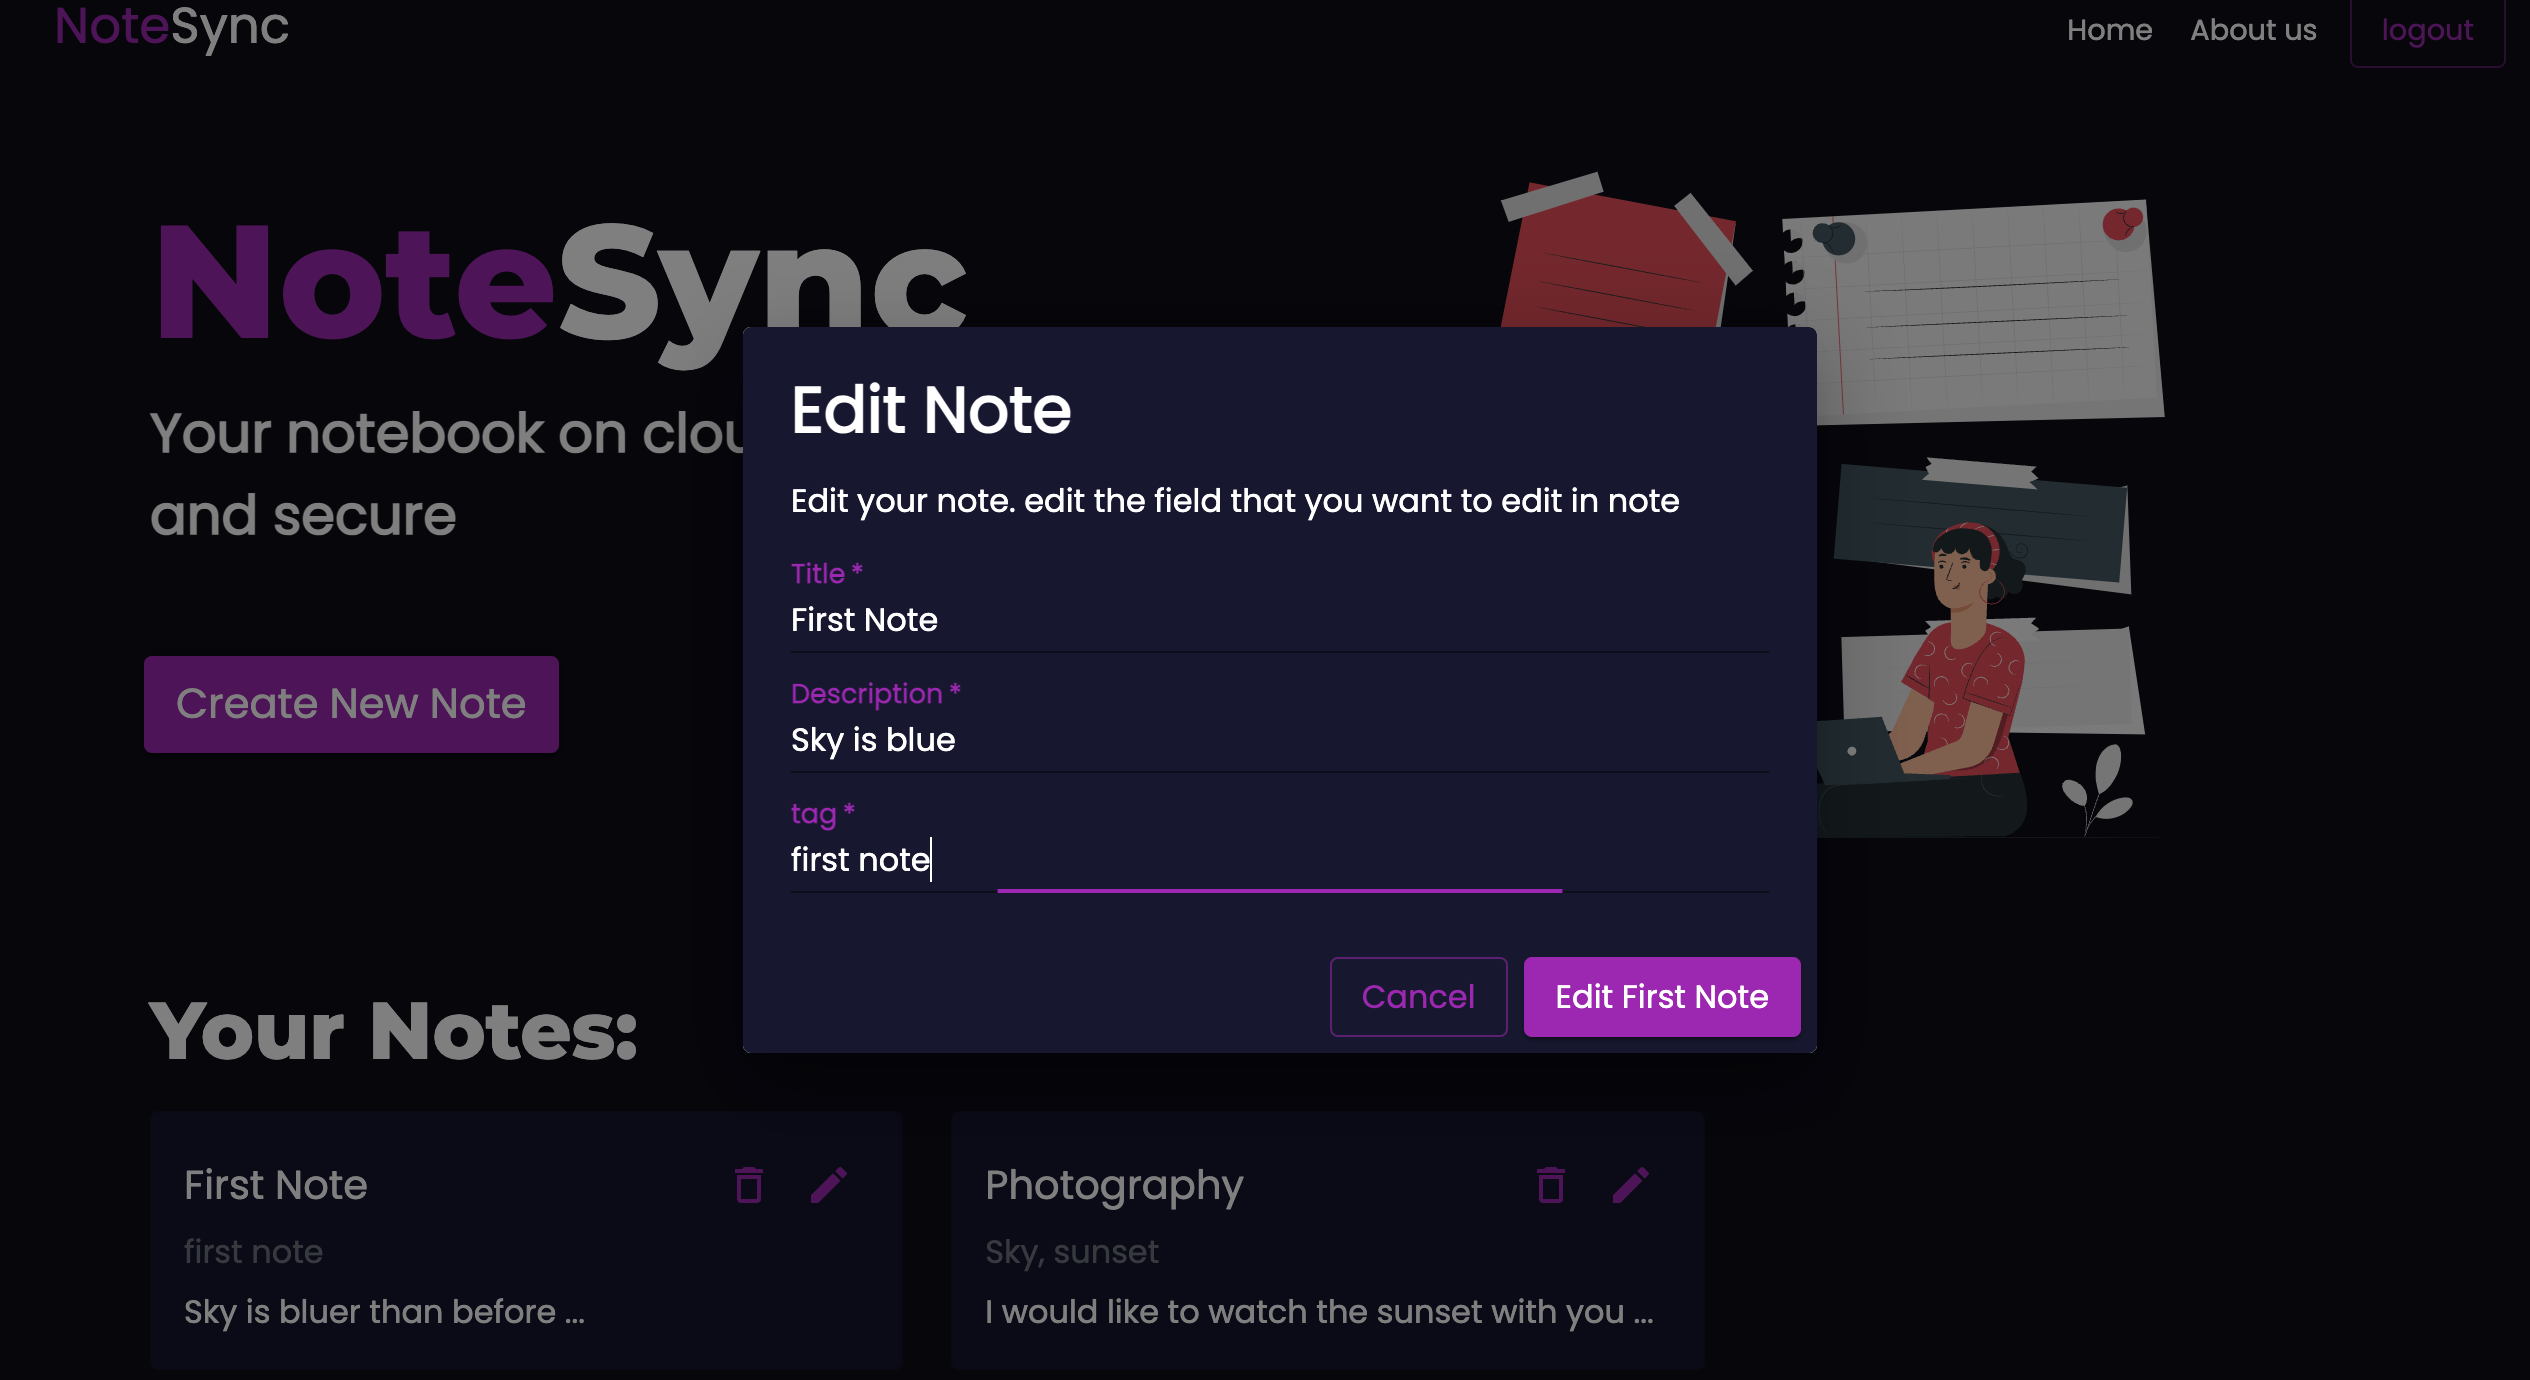 NoteSync
Home
About us
logout
NoteSync
Your notebook on clou
and secure
Create New Note
Edit Note
Edit your note. edit the field that you want to edit in note
Title *
First Note
Description *
Sky is blue
tag *
first note
Cancel
Edit First Note
Your Notes:
First Note
first note
Sky is bluer than before ...
Photography
Sky, sunset
I would like to watch the sunset with you ...